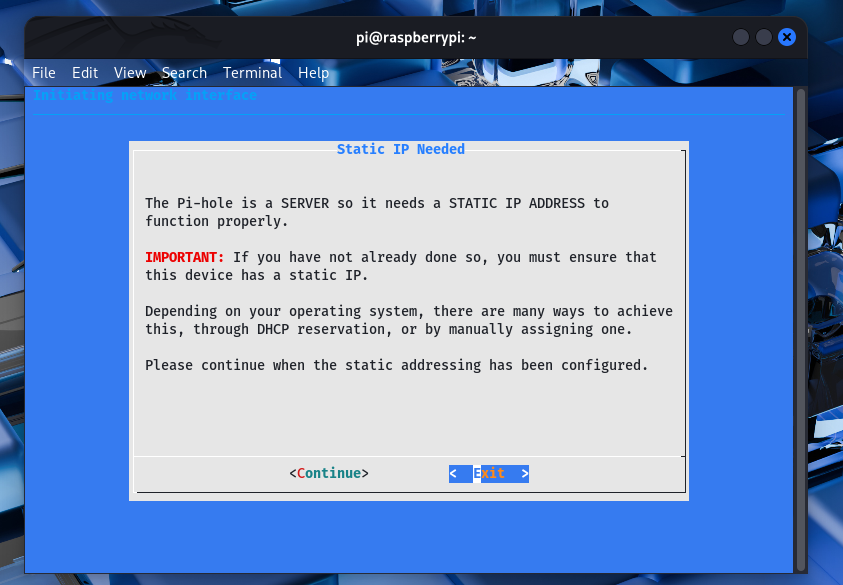 pi@raspberrypi: ~
File Edit View Search Terminal Help
Initiating network interface
Static IP Needed
The Pi-hole is a SERVER so it needs a STATIC IP ADDRESS to
function properly.
IMPORTANT: If you have not already done so, you must ensure that
this device has a static IP.
Depending on your operating system, there are many ways to achieve
this, through DHCP reservation, or by manually assigning one.
Please continue when the static addressing has been configured.
<Continue> < Exit >